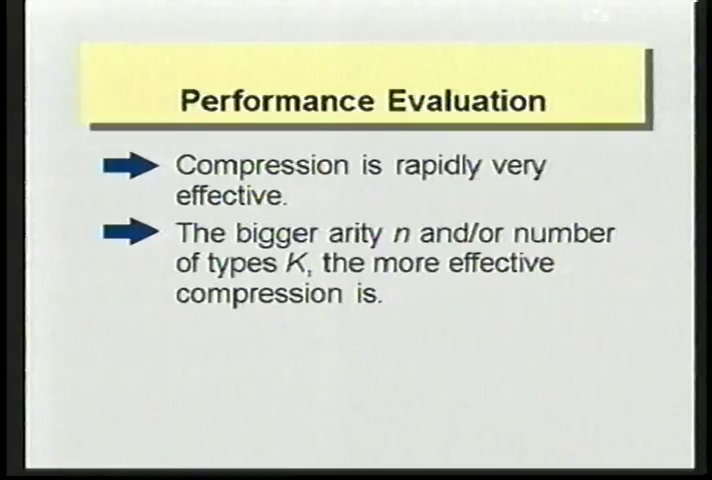 Performance Evaluation
Compression is rapidly very
effective.
The bigger arity n and/or number
of types K, the more effective
compression is.